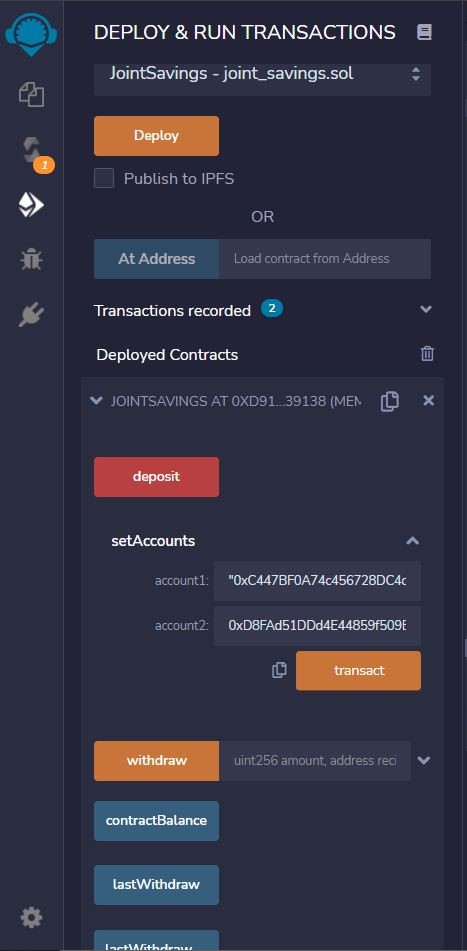 DEPLOY & RUN TRANSACTIONS
JointSavings - joint_savings.sol
1
Deploy
Publish to IPFS
OR
At Address
Load contract from Address
Transactions recorded 2
Deployed Contracts
JOINTSAVINGS AT 0XD91...39138 (MEM
deposit
setAccounts
account1: "0xC447BF0A74c456728DC4c
account2: 0xD8FAd51DDd4E44859f509E
transact
withdraw
uint256 amount, address reci
contractBalance
lastWithdraw
lastWithdraw